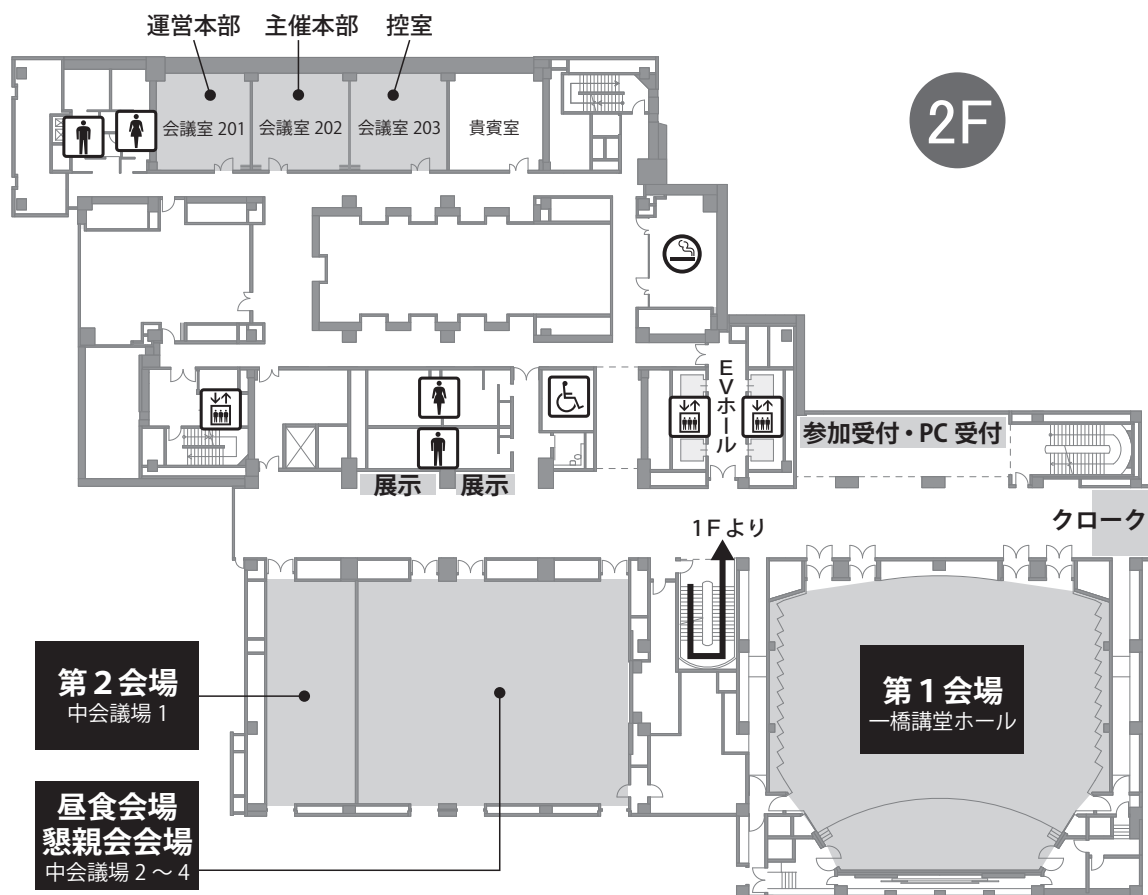 運営本部 主催本部 控室
2F
会議室 201 会議室 202 会議室 203 貴賓室
EVホール
参加受付・PC 受付
展示 展示
クローク
1F より
第 2 会場
中会議場 1
第 1 会場
一橋講堂ホール
昼食会場
懇親会会場
中会議場 2 ～ 4